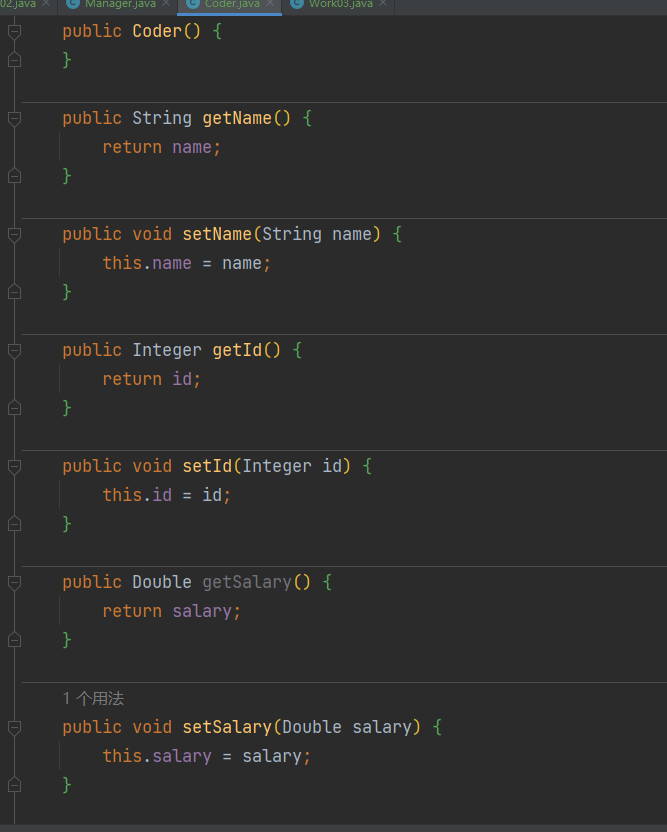 02.java Manager.java Coder.java Work03.java
public Coder() {
}
public String getName() {
return name;
}
public void setName(String name) {
this.name = name;
}
public Integer getId() {
return id;
}
public void setId(Integer id) {
this.id = id;
}
public Double getSalary() {
return salary;
}
1 个用法
public void setSalary(Double salary) {
this.salary = salary;
}